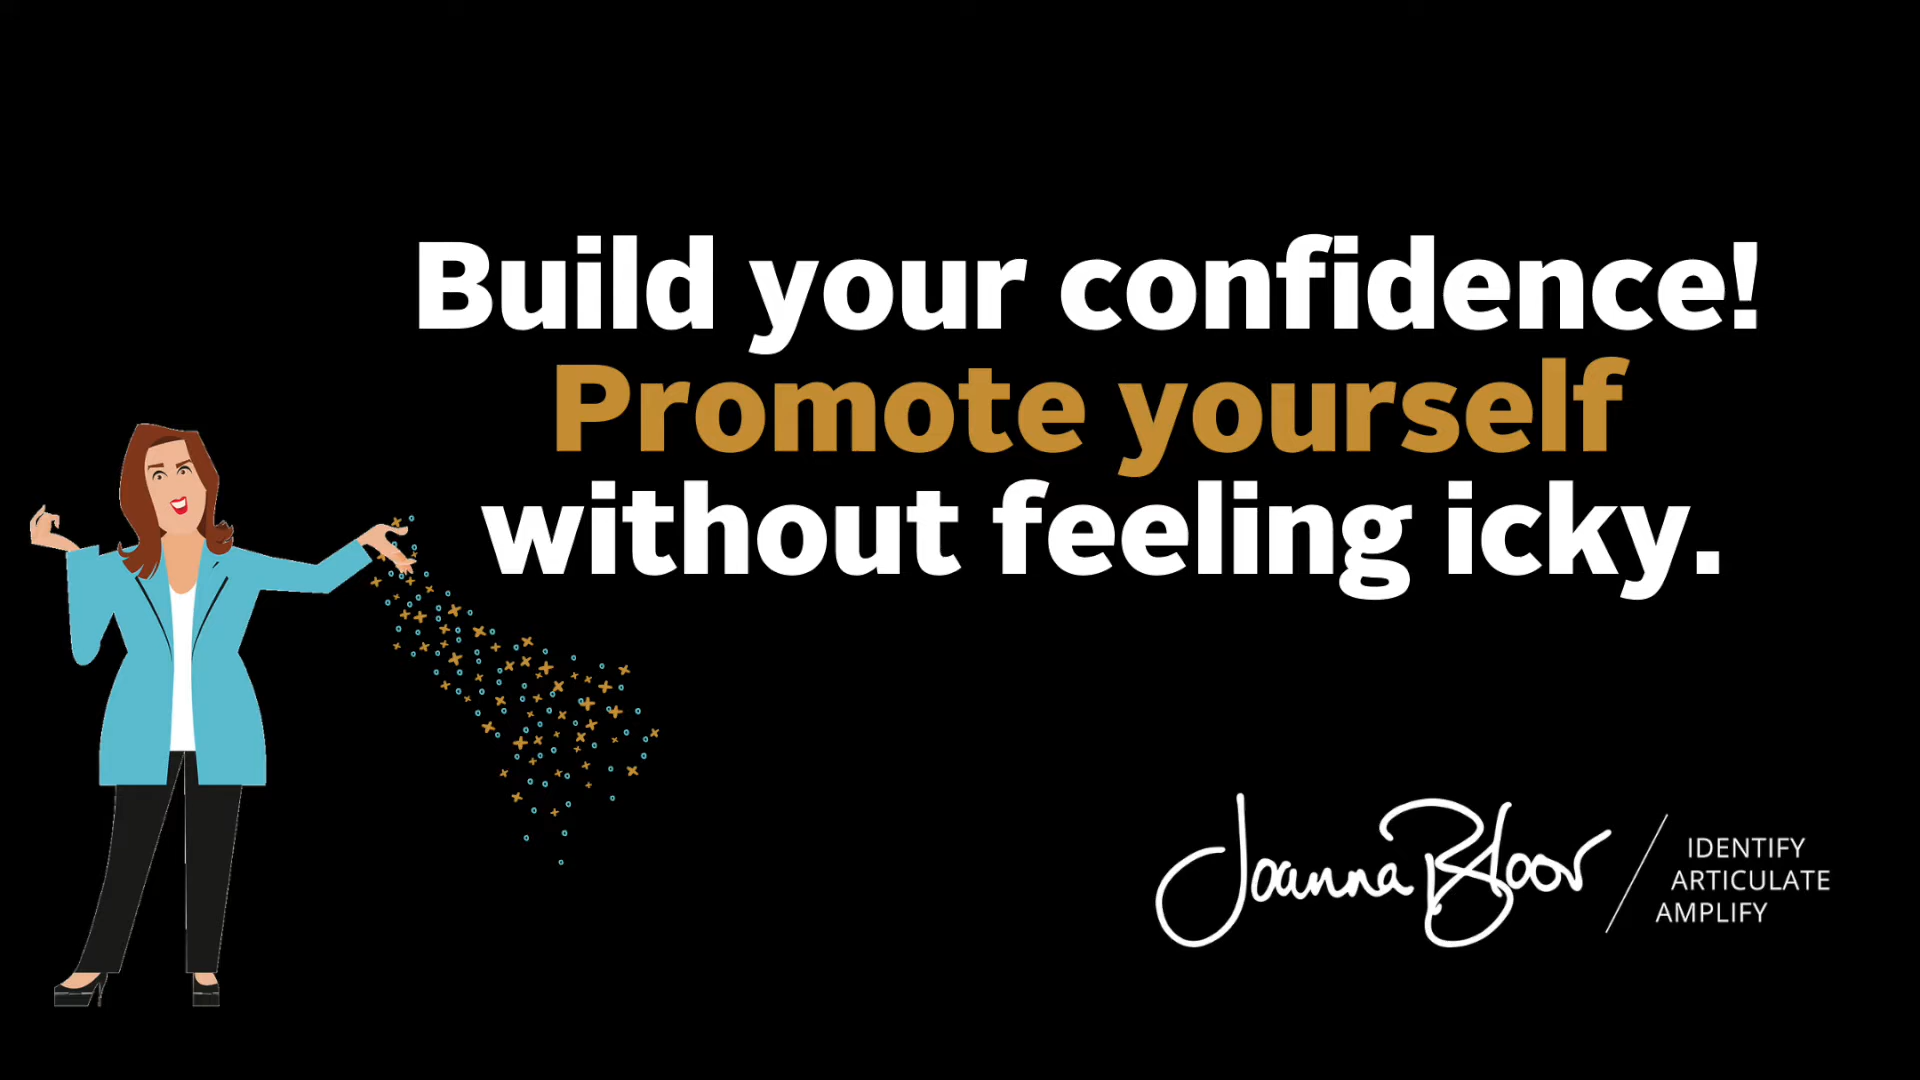 Build your confidence!
Promote yourself
without feeling icky.
Joanna Bloor
IDENTIFY
ARTICULATE
AMPLIFY